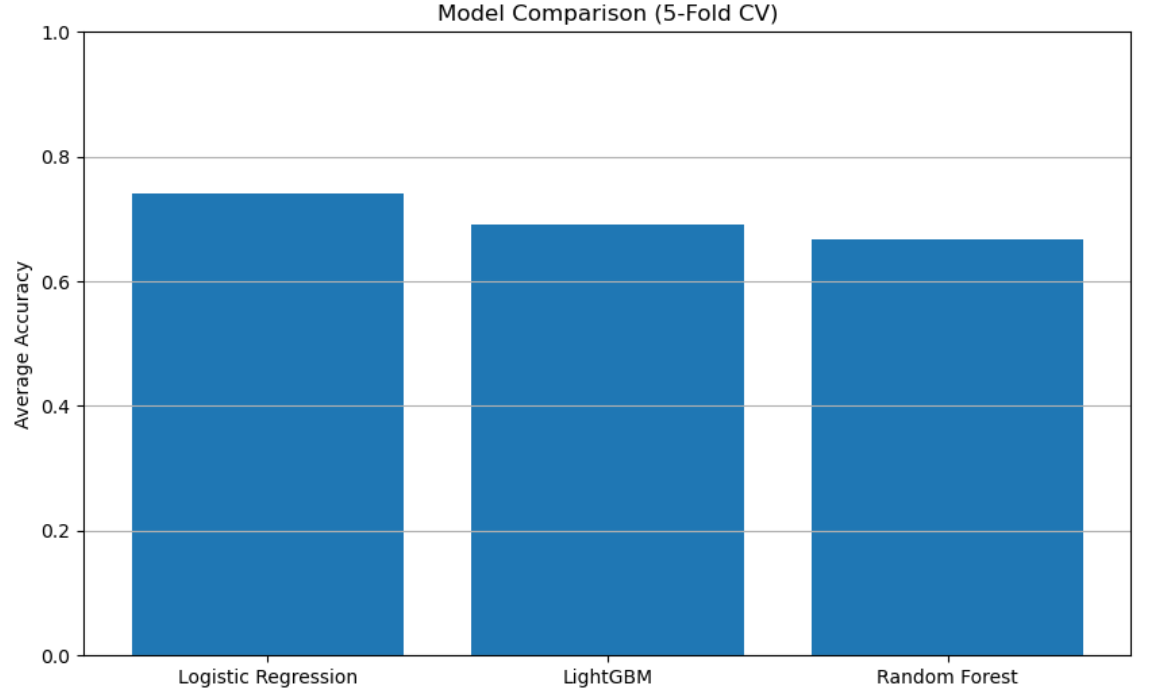 Model Comparison (5-Fold CV)
1.0
0.8
0.6
0.4
0.2
0.0
Average Accuracy
Logistic Regression
LightGBM
Random Forest